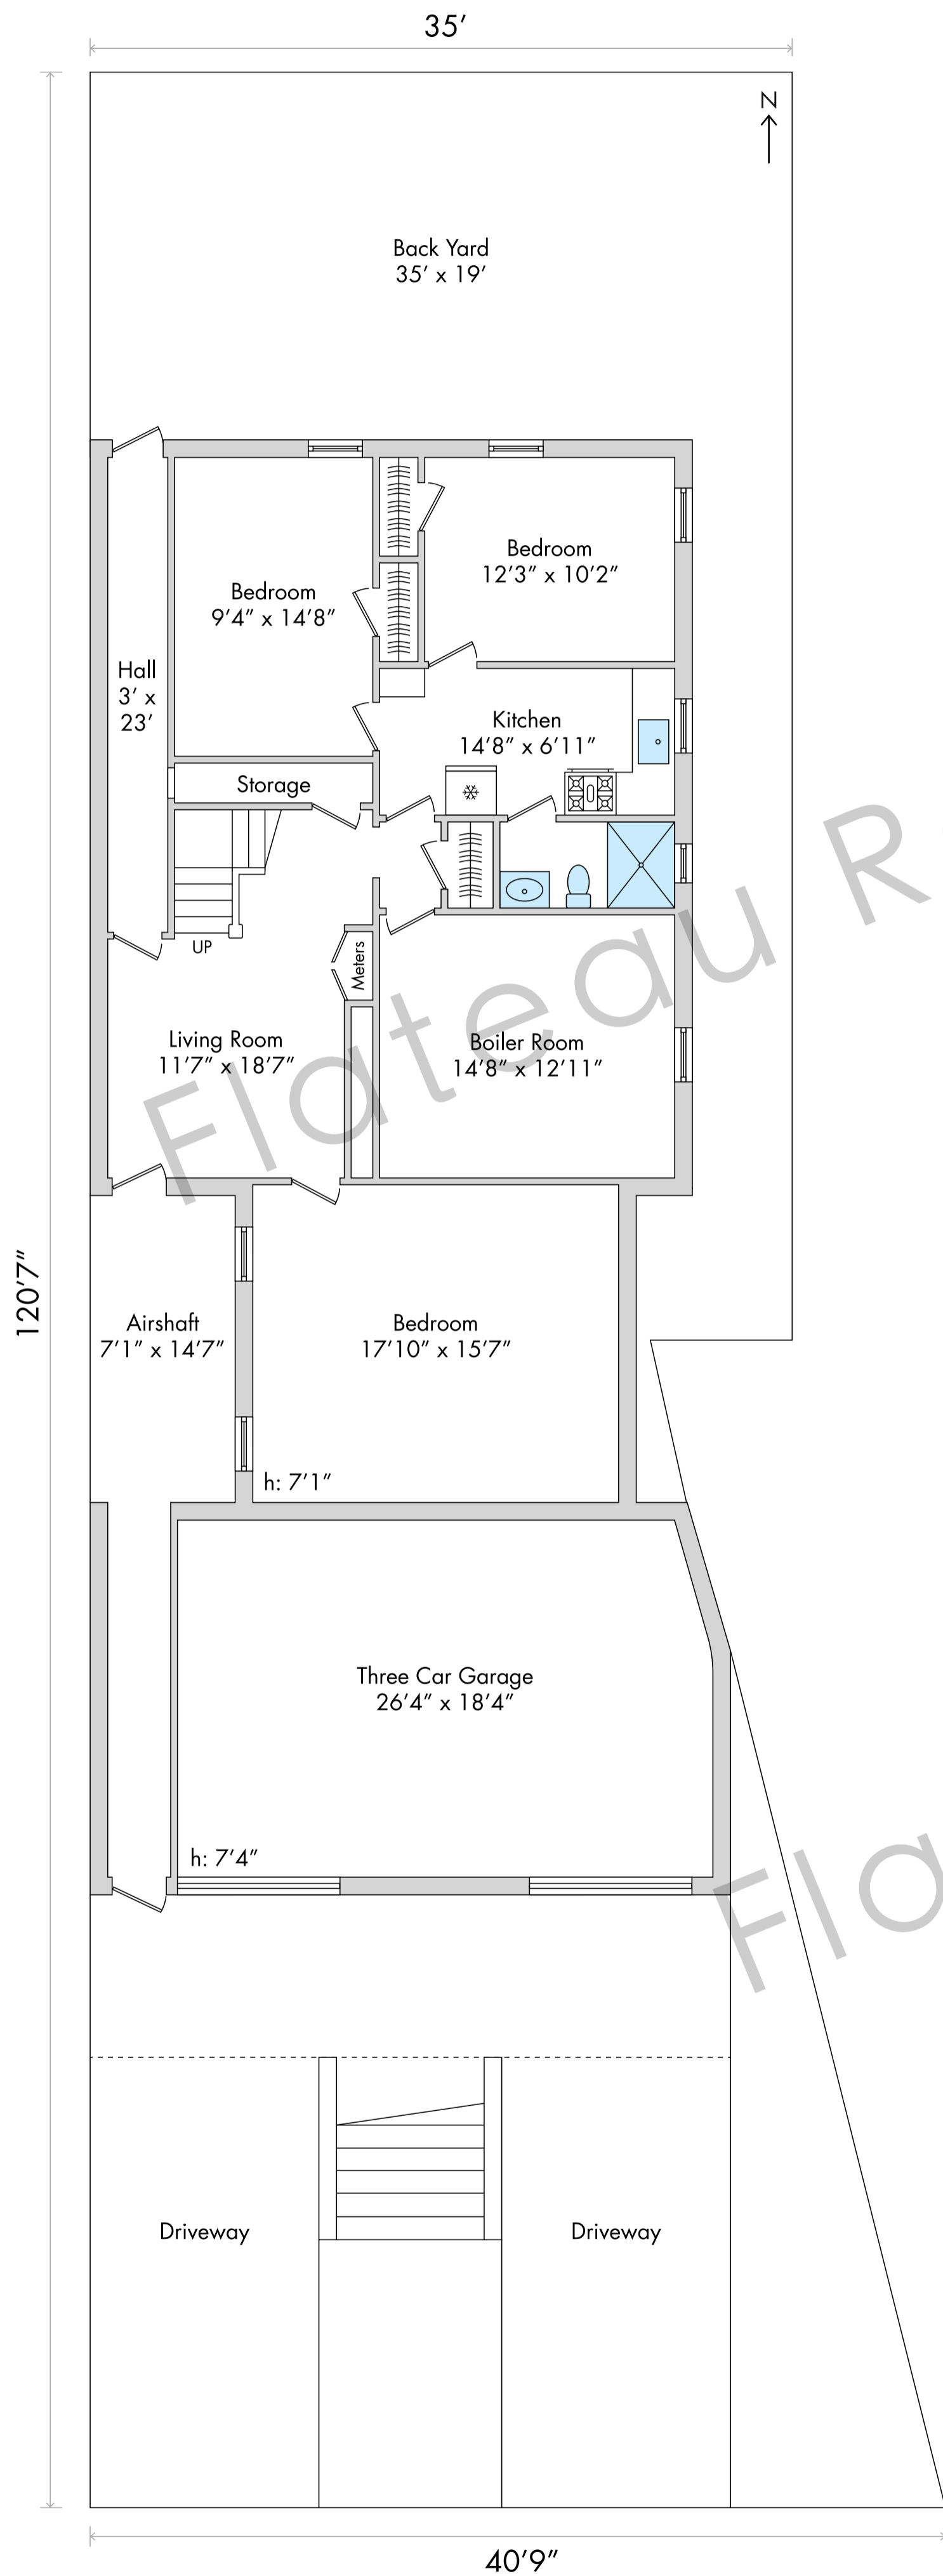 35’
N
Back Yard
35’ x 19’
Bedroom
12’3” x 10’2”
Bedroom
9’4” x 14’8”
Hall
3’ x
23’
Kitchen
14’8” x 6’11”
Storage
UP
Meters
Living Room
11’7” x 18’7”
Boiler Room
14’8” x 12’11”
Flateau R
120’7”
Airshaft
7’1” x 14’7”
Bedroom
17’10” x 15’7”
h: 7’1”
Three Car Garage
26’4” x 18’4”
h: 7’4”
Fla
Driveway
Driveway
40’9”